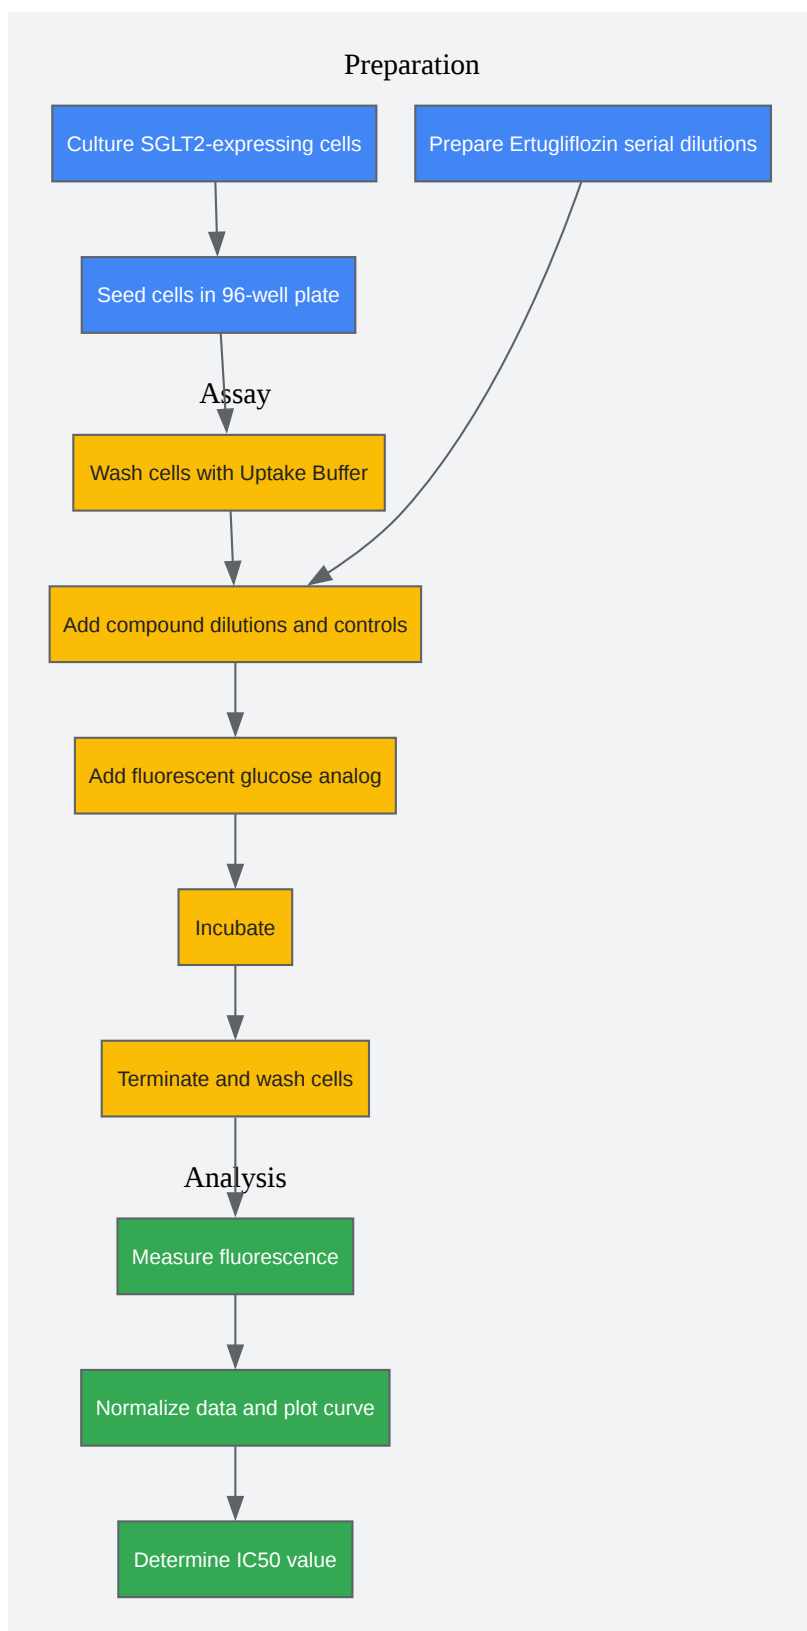 Preparation
Culture SGLT2-expressing cells
Prepare Ertugliflozin serial dilutions
Seed cells in 96-well plate
Assay
Wash cells with Uptake Buffer
Add compound dilutions and controls
Add fluorescent glucose analog
Incubate
Terminate and wash cells
Analysis
Measure fluorescence
Normalize data and plot curve
Determine IC50 value